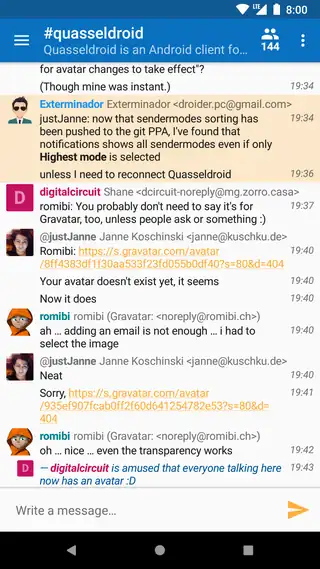 LTE 8:00
#quasseldroid
Quasseldroid is an Android client fo…
144
for avatar changes to take effect"?
(Though mine was instant.) 19:34
Exterminador Exterminador <droider.pc@gmail.com>
justJanne: now that sendermodes sorting has 19:34
been pushed to the git PPA, I've found that
notifications shows all sendermodes even if only
Highest mode is selected
unless I need to reconnect Quasseldroid 19:36
D
digitalcircuit Shane <dcircuit-noreply@mg.zorro.casa>
romibi: You probably don't need to say it's for 19:37
Gravatar, too, unless people ask or something :)
@justJanne Janne Koschinski <janne@kuschku.de>
Romibi: https://s.gravatar.com/avatar 19:40
/8ff4383df1f30aa533f23fd055b0df40?s=80&d=404
Your avatar doesn't exist yet, it seems 19:40
Now it does 19:40
romibi romibi (Gravatar: <noreply@romibi.ch>)
ah … adding an email is not enough … i had to 19:40
select the image
@justJanne Janne Koschinski <janne@kuschku.de>
Neat 19:40
Sorry, https://s.gravatar.com/avatar 19:41
/935ef907fcab0ff2f60d641254782e53?s=80&d=
404
romibi romibi (Gravatar: <noreply@romibi.ch>)
oh … nice … even the transparency works 19:42
D — digitalcircuit is amused that everyone talking here 19:43
now has an avatar :D
Write a message…